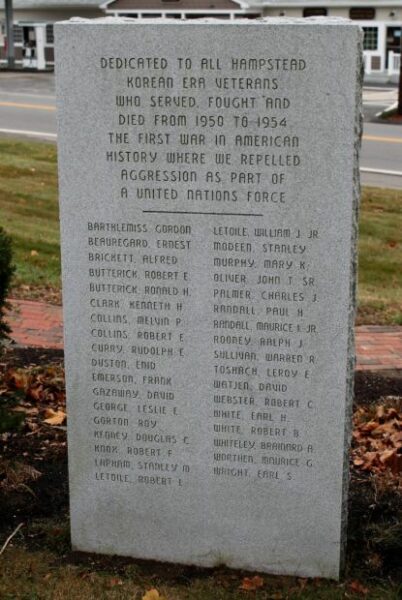 DEDICATED TO ALL HAMPSTEAD
KOREAN ERA VETERANS
WHO SERVED, FOUGHT AND
DIED FROM 1950 TO 1954
THE FIRST WAR IN AMERICAN
HISTORY WHERE WE REPELLED
AGGRESSION AS PART OF
A UNITED NATIONS FORCE
BARTHLEMISS, GORDON
BEAUREGARD, ERNEST
BRICKETT, ALFRED
BUTTERICK, ROBERT E.
BUTTERICK, RONALD H.
CLARK, KENNETH H.
COLLINS, MELVIN P.
COLLINS, ROBERT E.
CURRY, RUDOLPH E.
DUSTON, ENID
EMERSON, FRANK
GAZAWAY, DAVID
GEORGE, LESLIE E.
GORTON, ROY
KENNEY, DOUGLAS C.
KNOX, ROBERT F.
LAPHAM, STANLEY M.
LETOILE, ROBERT L.
LETOILE, WILLIAM J. JR.
MODEEN, STANLEY
MURPHY, MARY K.
OLIVER, JOHN T. SR.
PALMER, CHARLES J.
RANDALL, PAUL H.
RANDALL, MAURICE I. JR.
ROONEY, RALPH J.
SULLIVAN, WARREN R.
TOSHACH, LEROY E.
WATJEN, DAVID
WEBSTER, ROBERT C.
WHITE, EARL H.
WHITE, ROBERT B.
WHITELEY, BRAINARD A.
WORTHEN, MAURICE G.
WRIGHT, EARL S.